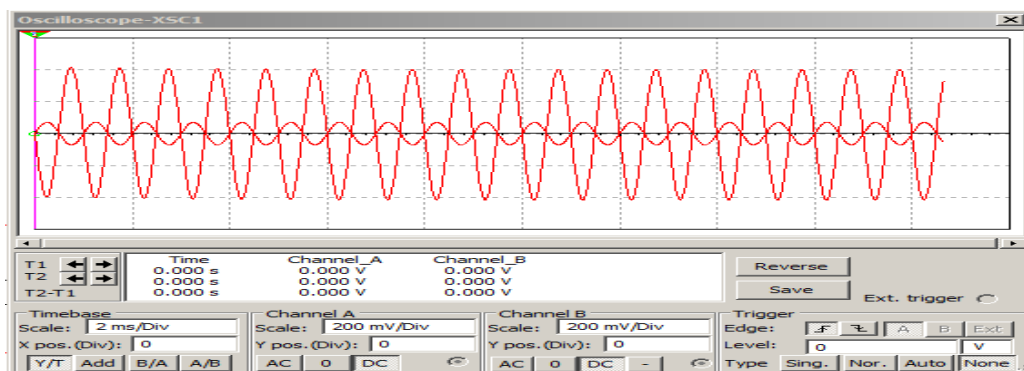 Oscilloscope-XSC1
Time Channel_A Channel_B
T1 0.000 s 0.000 V 0.000 V
T2 0.000 s 0.000 V 0.000 V
T2-T1 0.000 s 0.000 V 0.000 V
Reverse
Save
Ext. trigger
Timebase
Scale: 2 ms/Div
X pos.(Div): 0
Y/T Add B/A A/B
Channel A
Scale: 200 mV/Div
Y pos.(Div): 0
AC 0 DC
Channel B
Scale: 200 mV/Div
Y pos.(Div): 0
AC 0 DC -
Trigger
Edge: A B Ext
Level: 0 V
Type Sing. Nor. Auto None